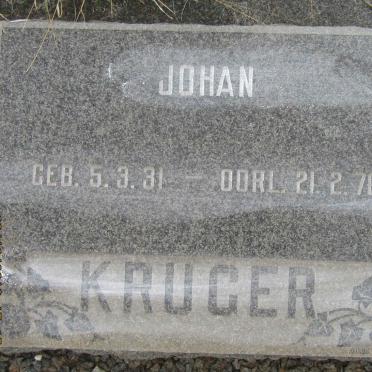 JOHAN
GEB. 5.3.31 — OORL. 21.2.7
KRUGER